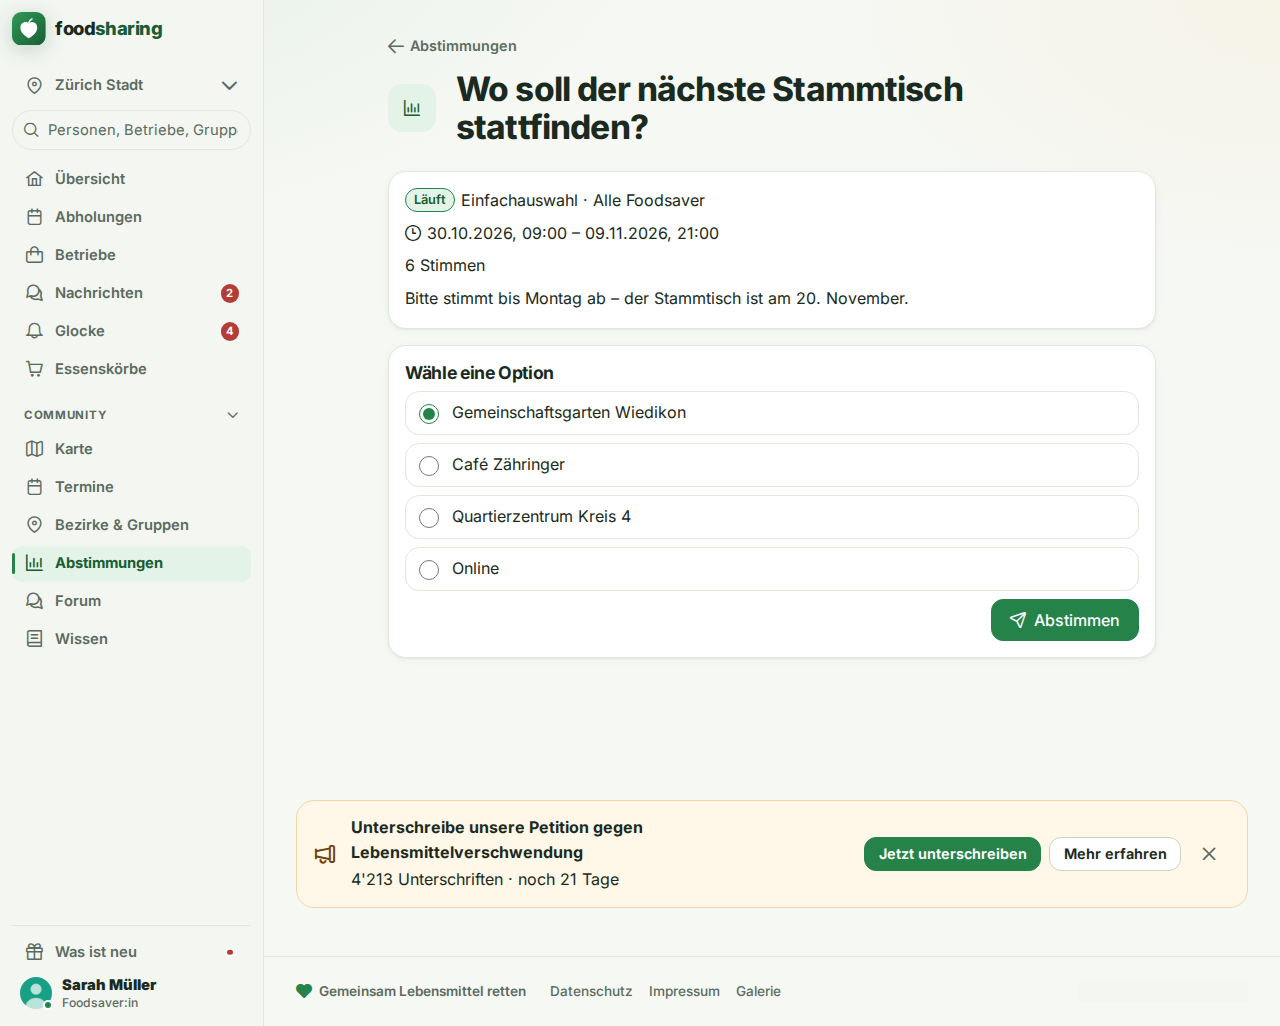 foodsharing
Zürich Stadt
Personen, Betriebe, Grupp
Übersicht
Abholungen
Betriebe
Nachrichten 2
Glocke 4
Essenskörbe
COMMUNITY
Karte
Termine
Bezirke & Gruppen
Abstimmungen
Forum
Wissen
Was ist neu
Sarah Müller
Foodsaver:in
Abstimmungen
Wo soll der nächste Stammtisch
stattfinden?
Läuft Einfachauswahl · Alle Foodsaver
30.10.2026, 09:00 – 09.11.2026, 21:00
6 Stimmen
Bitte stimmt bis Montag ab – der Stammtisch ist am 20. November.
Wähle eine Option
Gemeinschaftsgarten Wiedikon
Café Zähringer
Quartierzentrum Kreis 4
Online
Abstimmen
Unterschreibe unsere Petition gegen
Lebensmittelverschwendung
4'213 Unterschriften · noch 21 Tage
Jetzt unterschreiben
Mehr erfahren
Gemeinsam Lebensmittel retten
Datenschutz
Impressum
Galerie